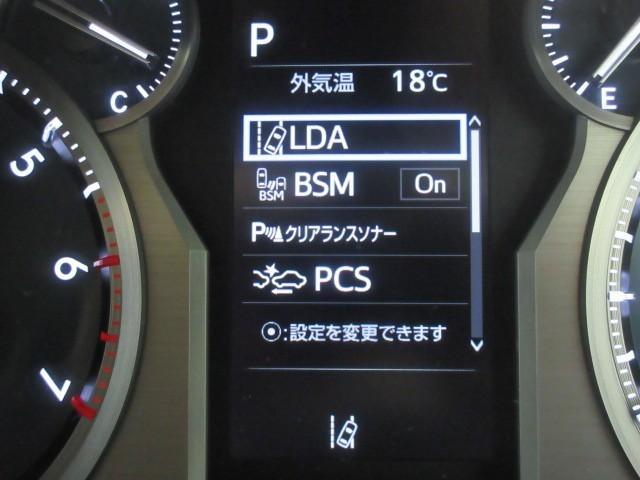 P
外気温 18℃
C
E
LDA
BSM BSM On
5
P クリアランスソナー
6
PCS
:設定を変更できます
7